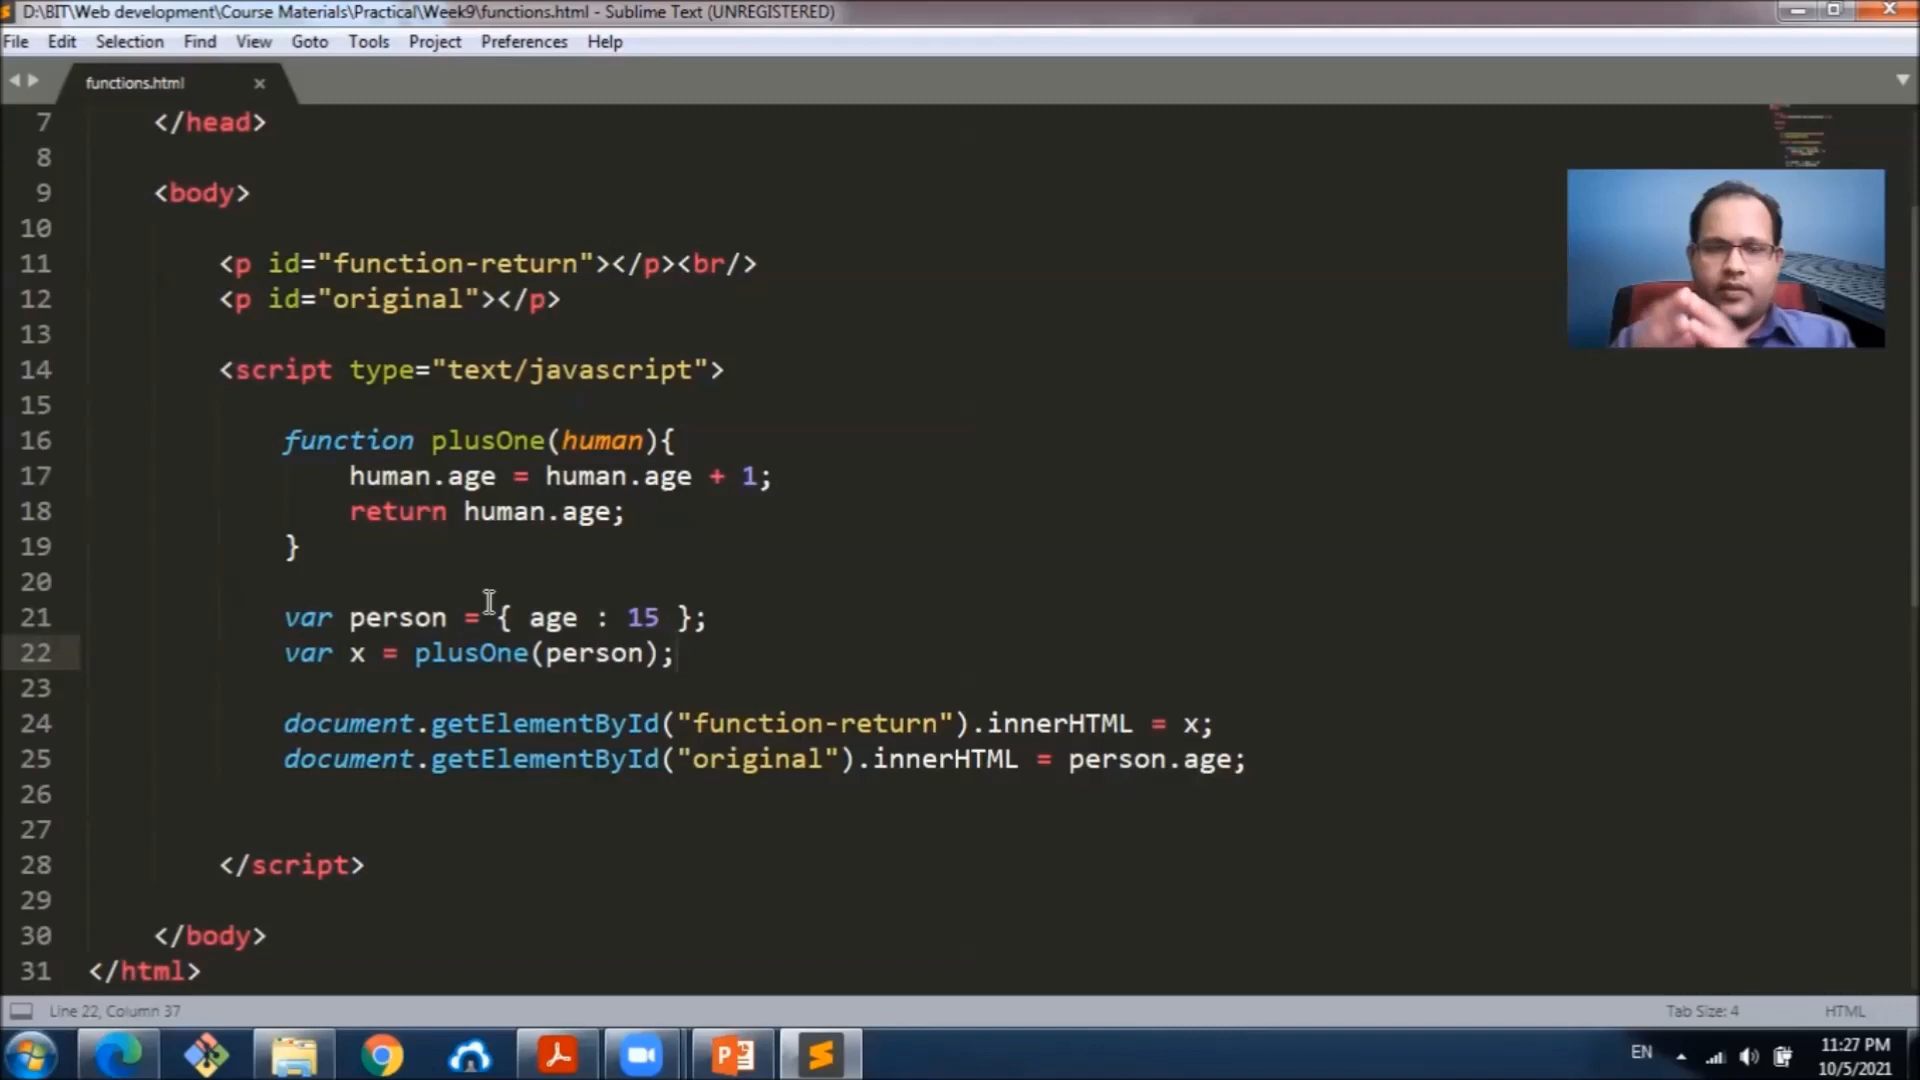 D:\BIT\Web development\Course Materials\Practical\Week9\functions.html - Sublime Text (UNREGISTERED)
File Edit Selection Find View Goto Tools Project Preferences Help
functions.html ×
7 </head>
8
9 <body>
10
11 <p id="function-return"></p><br/>
12 <p id="original"></p>
13
14 <script type="text/javascript">
15
16 function plusOne(human){
17 human.age = human.age + 1;
18 return human.age;
19 }
20
21 var person = { age : 15 };
22 var x = plusOne(person);
23
24 document.getElementById("function-return").innerHTML = x;
25 document.getElementById("original").innerHTML = person.age;
26
27
28 </script>
29
30 </body>
31 </html>
Line 22, Column 37 Tab Size: 4 HTML
EN 11:27 PM
10/5/2021